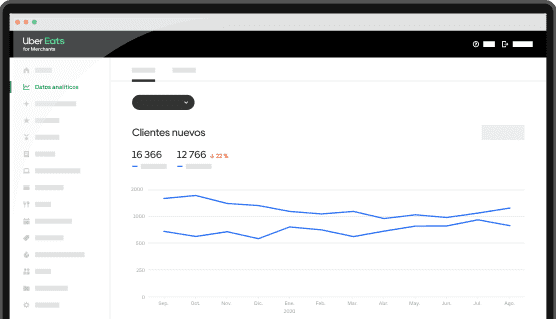 Uber Eats
for Merchants
Datos analíticos
Clientes nuevos
16 366 12 766 ↓ 22 %
2000
1000
500
100
0
Sep. Oct. Nov. Dic. Ene. Feb. Mar. Abr. May. Jun. Jul. Ago.
2020